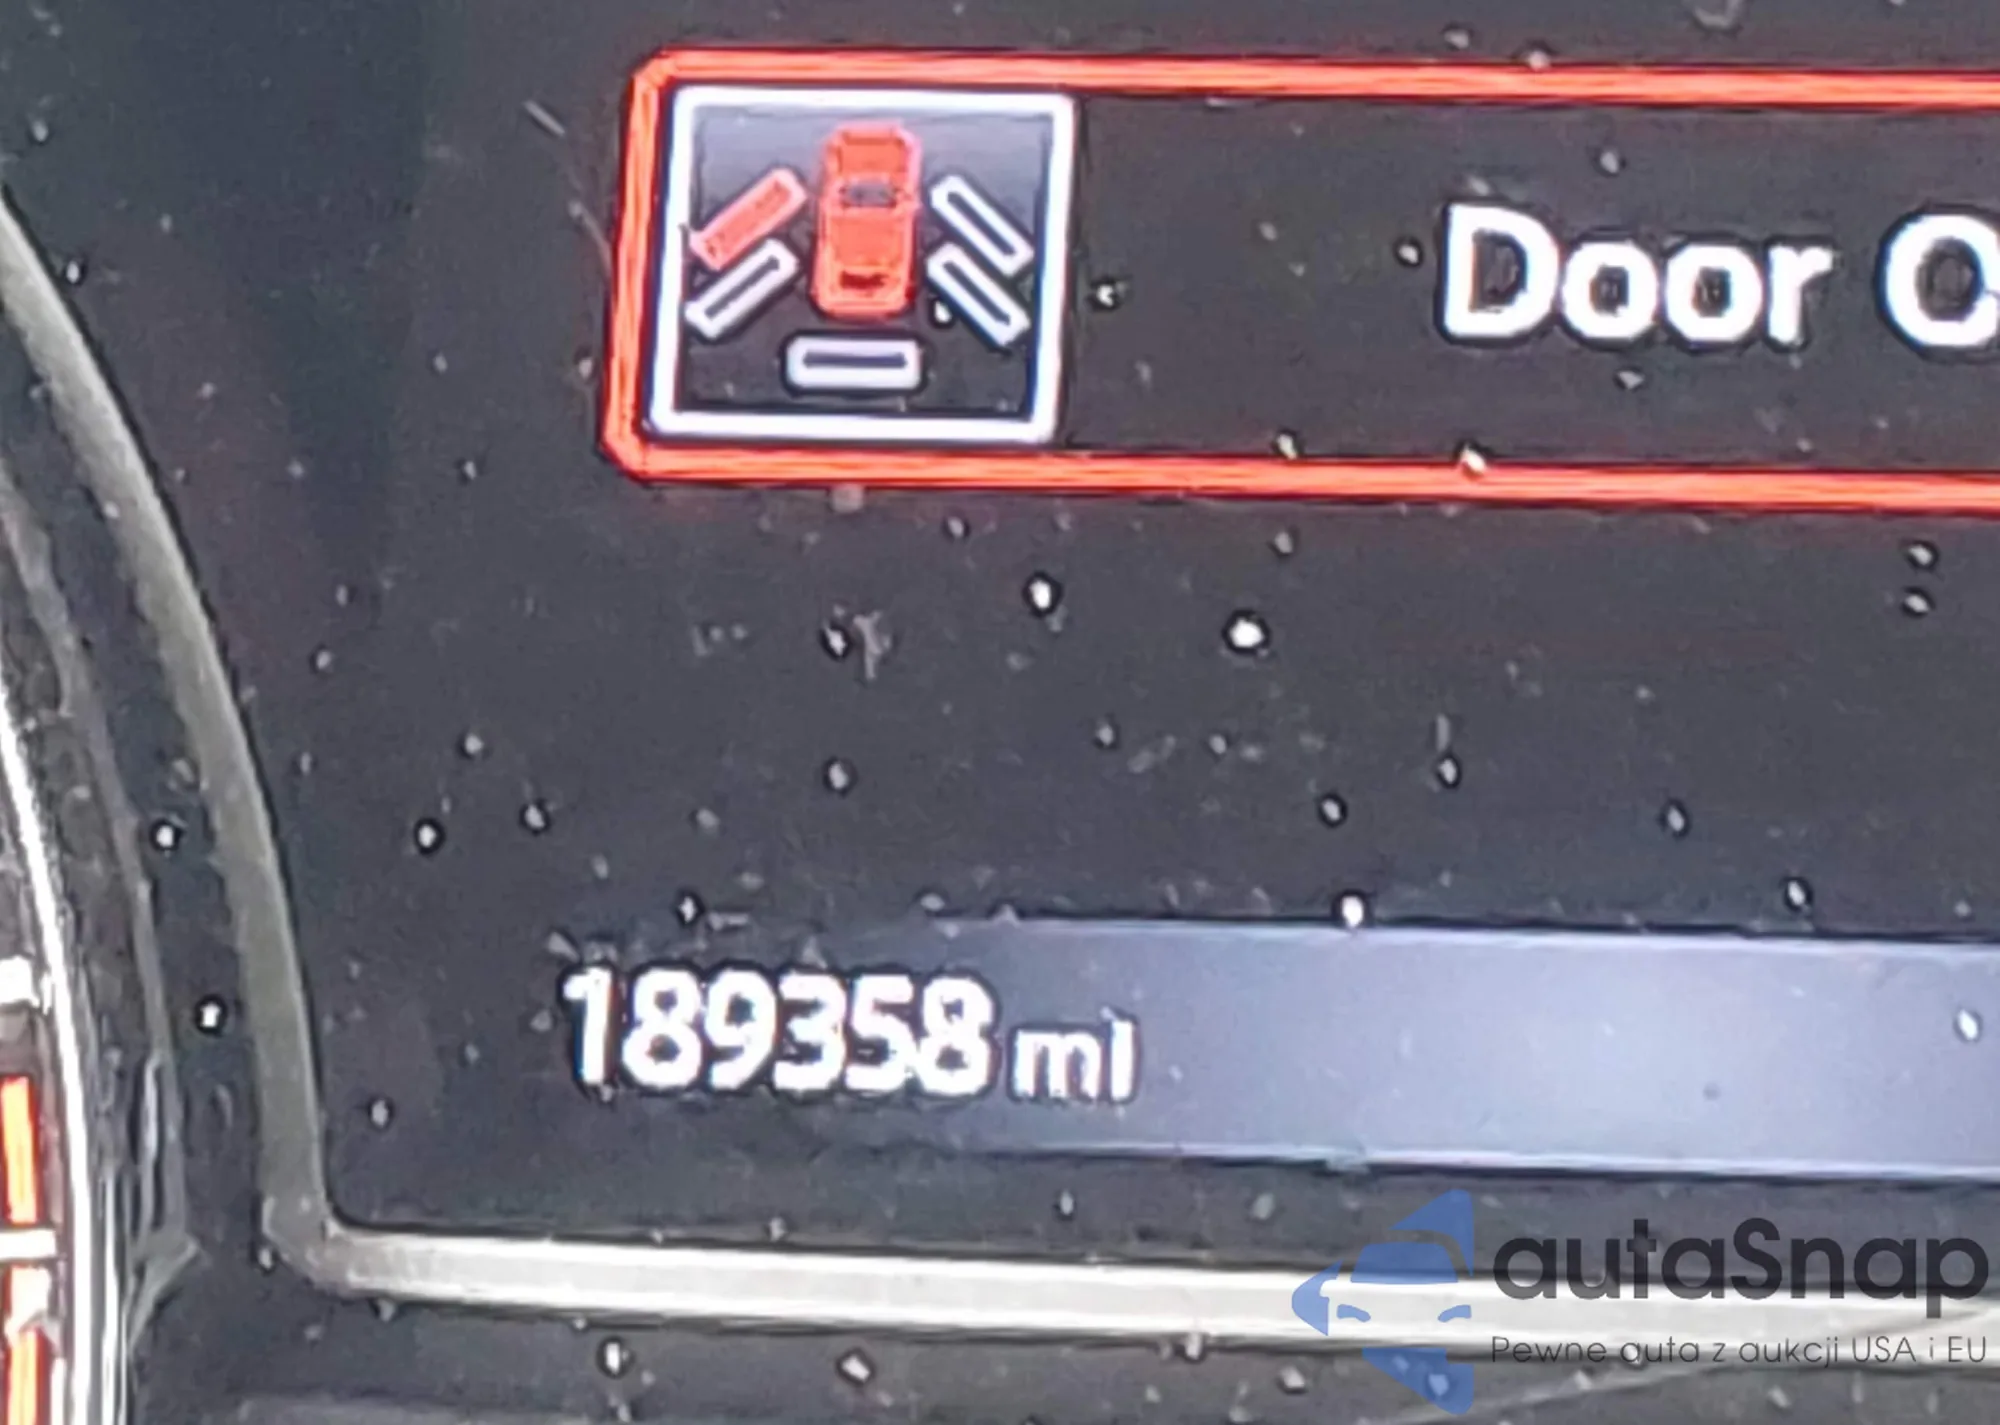 Door O
189358 mi
autaSnap
Pewne auta z aukcji USA i EU